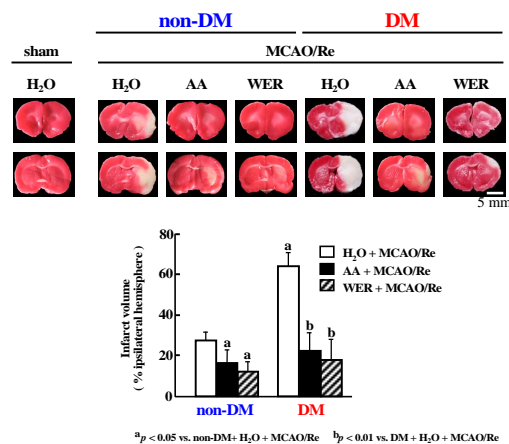 non-DM DM
sham MCAO/Re
H₂O H₂O AA WER H₂O AA WER
5 mm
80
60
40
20
0
Infarct volume
( % ipsilateral hemisphere )
a
a
a
b
b
H₂O + MCAO/Re
AA + MCAO/Re
WER + MCAO/Re
non-DM DM
ᵃp < 0.05 vs. non-DM+ H₂O + MCAO/Re ᵇp < 0.01 vs. DM + H₂O + MCAO/Re